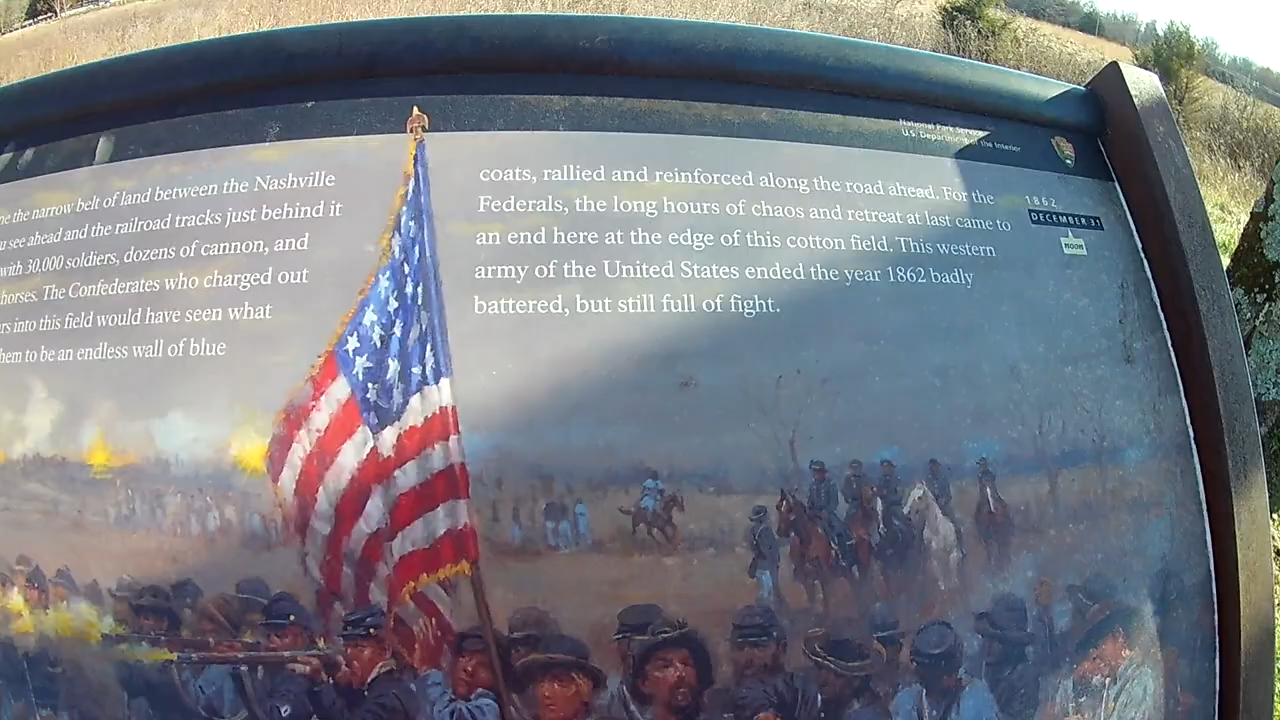 National Park Service
U.S. Department of the Interior
the narrow belt of land between the Nashville
see ahead and the railroad tracks just behind it
with 30,000 soldiers, dozens of cannon, and
horses. The Confederates who charged out
into this field would have seen what
to be an endless wall of blue
coats, rallied and reinforced along the road ahead. For the
Federals, the long hours of chaos and retreat at last came to
an end here at the edge of this cotton field. This western
army of the United States ended the year 1862 badly
battered, but still full of fight.
1862
DECEMBER 31
noon